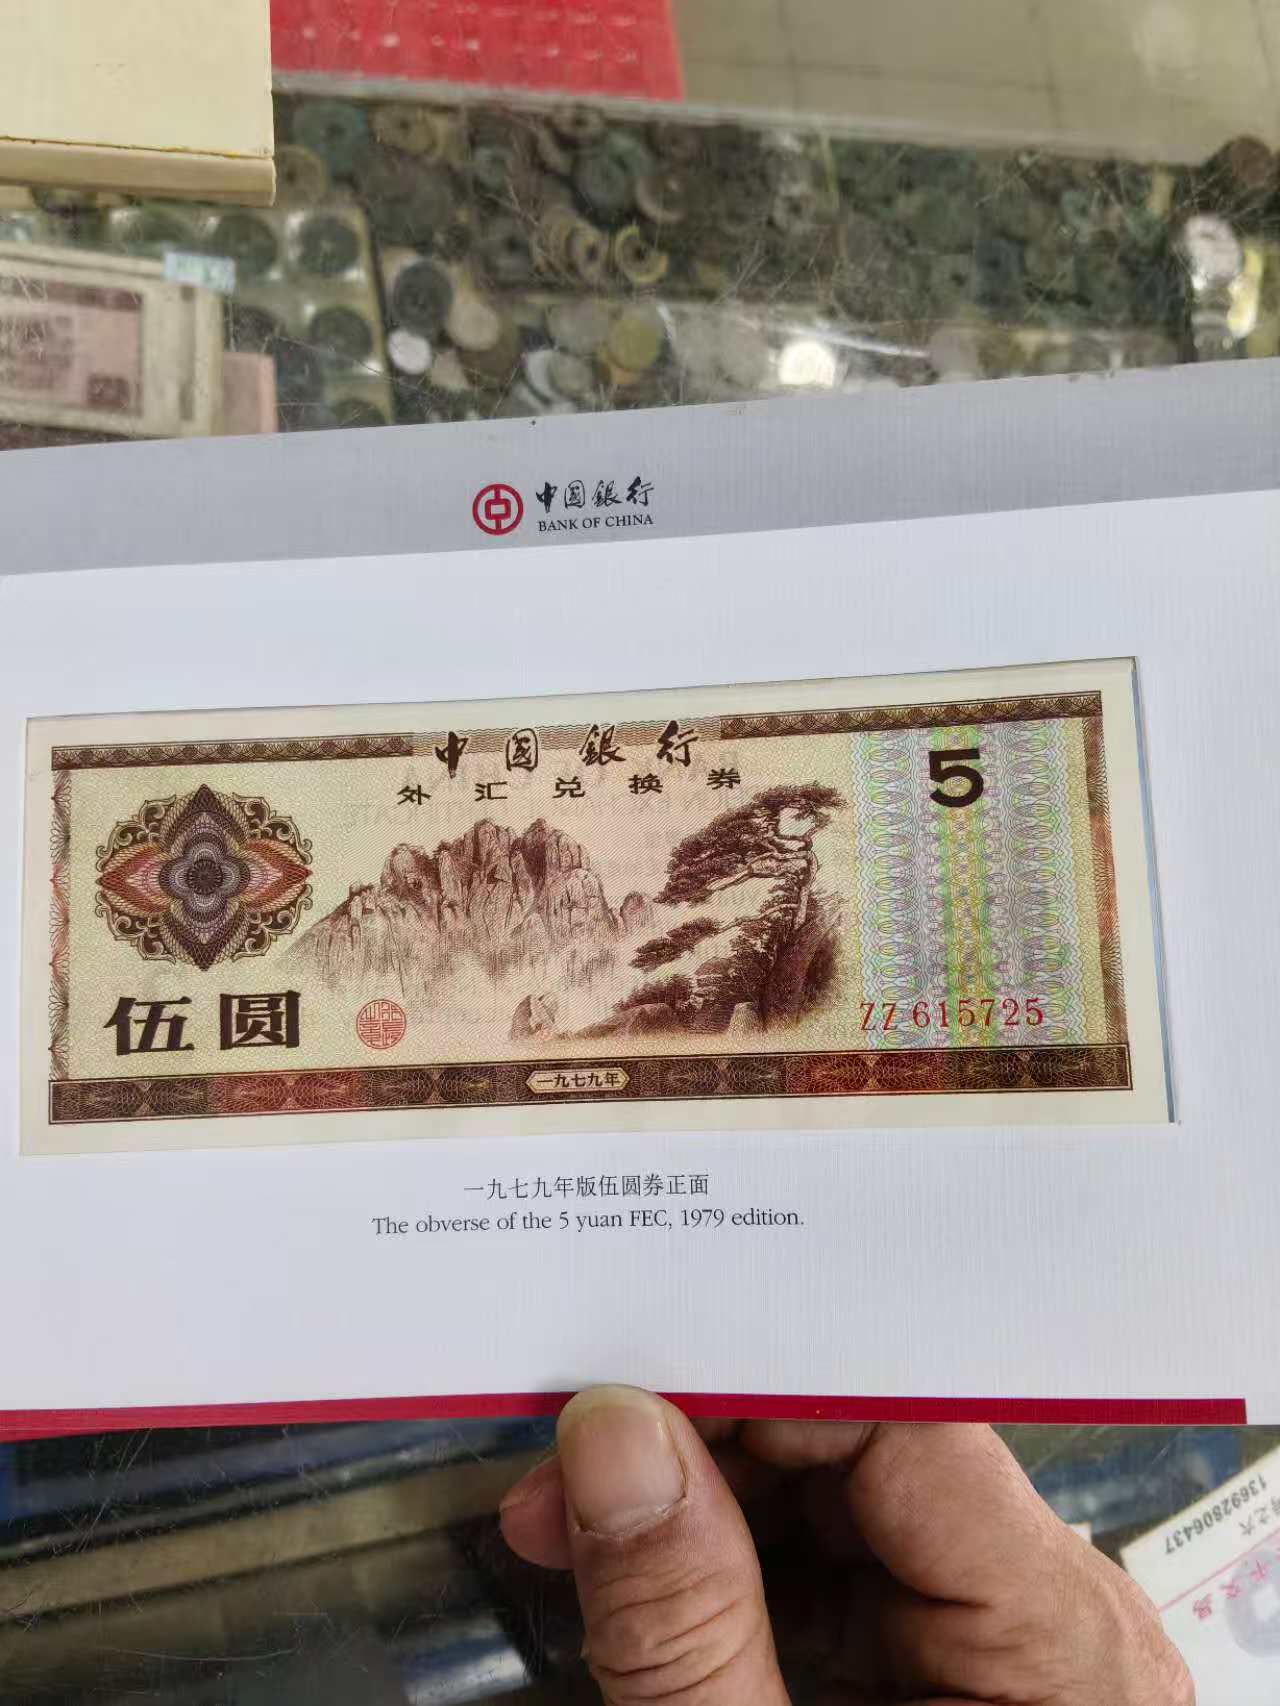 中国銀行
BANK OF CHINA
中国銀行
外汇兑换券
5
伍圆
ZZ 615725
一九七九年
一九七九年版伍圆券正面
The obverse of the 5 yuan FEC, 1979 edition.
13692806437